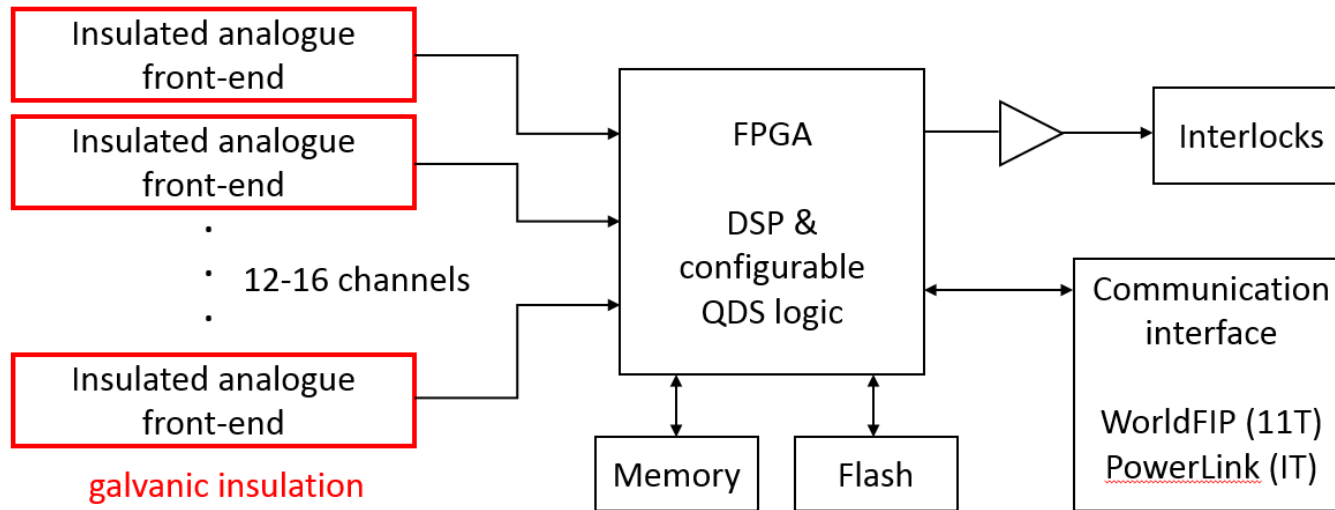 Insulated analogue
front-end
Insulated analogue
front-end
12-16 channels
Insulated analogue
front-end
galvanic insulation
FPGA
DSP &
configurable
QDS logic
Memory
Flash
Interlocks
Communication
interface
WorldFIP (11T)
PowerLink (IT)